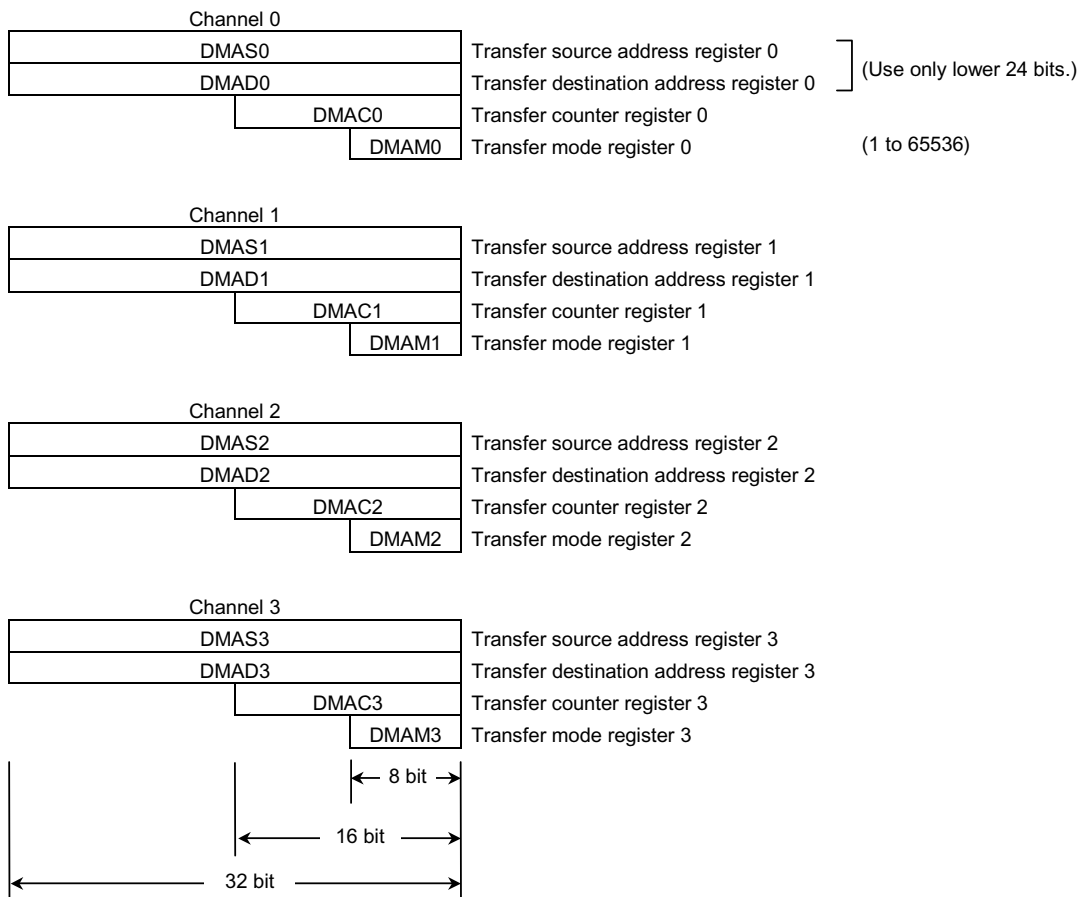 Channel 0
DMAS0 Transfer source address register 0
DMAD0 Transfer destination address register 0 (Use only lower 24 bits.)
DMAC0 Transfer counter register 0
DMAM0 Transfer mode register 0 (1 to 65536)
Channel 1
DMAS1 Transfer source address register 1
DMAD1 Transfer destination address register 1
DMAC1 Transfer counter register 1
DMAM1 Transfer mode register 1
Channel 2
DMAS2 Transfer source address register 2
DMAD2 Transfer destination address register 2
DMAC2 Transfer counter register 2
DMAM2 Transfer mode register 2
Channel 3
DMAS3 Transfer source address register 3
DMAD3 Transfer destination address register 3
DMAC3 Transfer counter register 3
DMAM3 Transfer mode register 3
8 bit
16 bit
32 bit